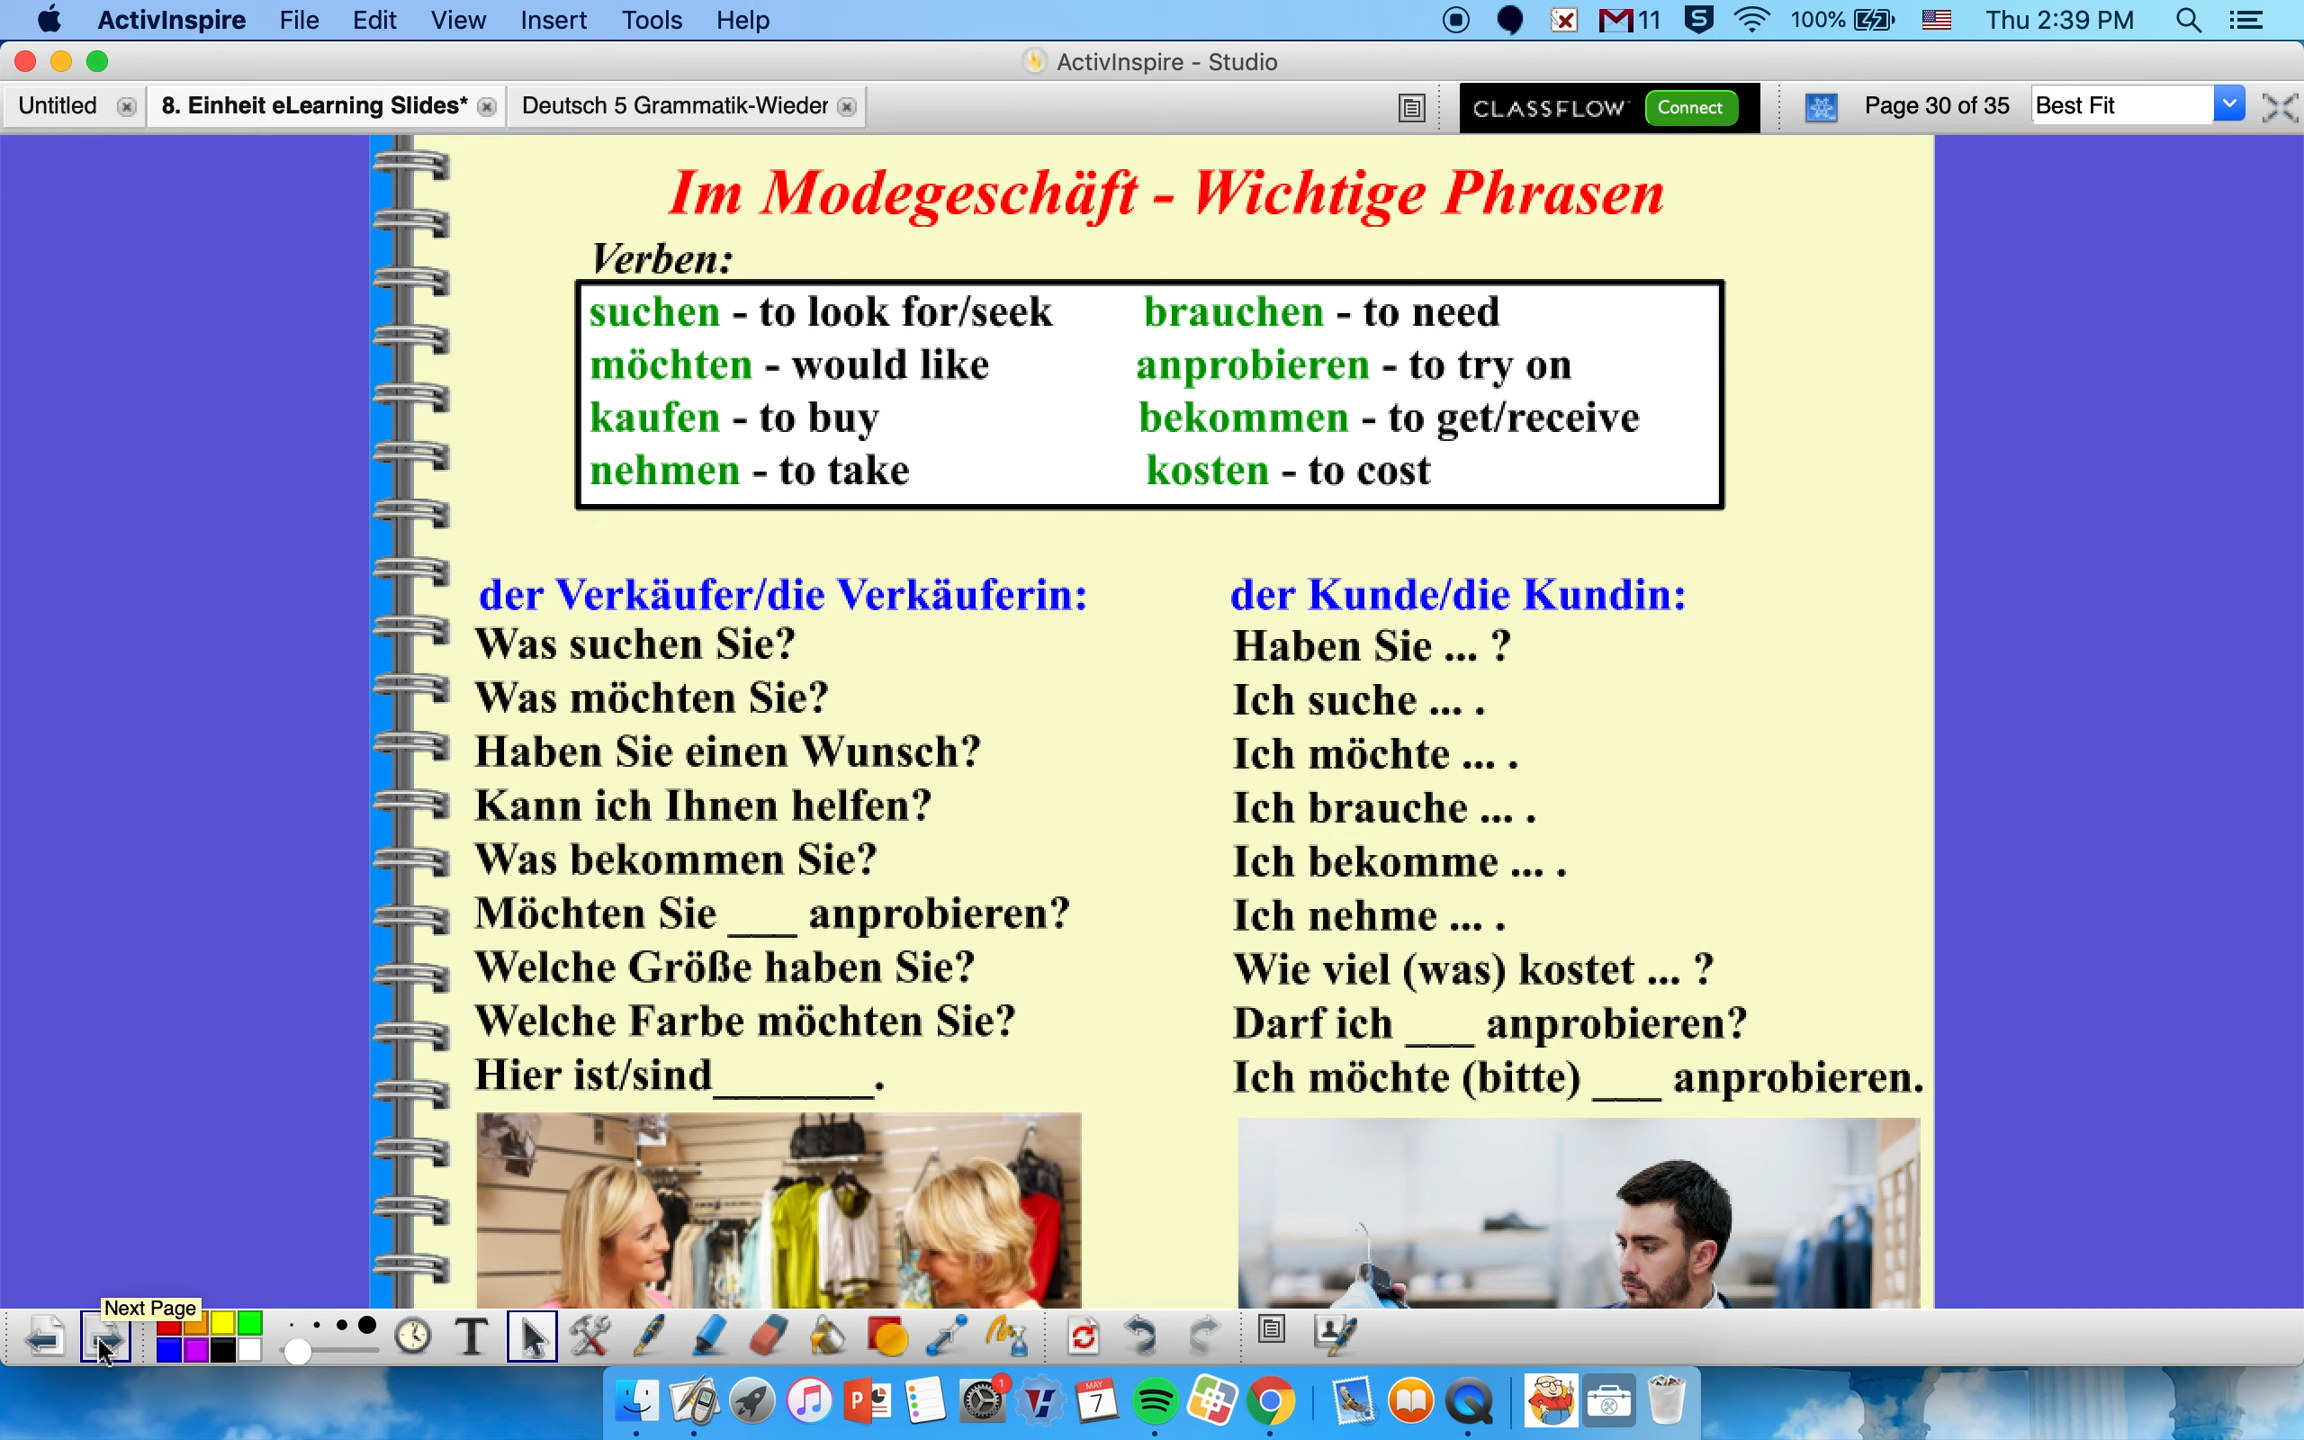 ActivInspire File Edit View Insert Tools Help 11 100% Thu 2:39 PM
ActivInspire - Studio
Untitled 8. Einheit eLearning Slides* Deutsch 5 Grammatik-Wieder CLASSFLOW Connect Page 30 of 35 Best Fit
Im Modegeschäft - Wichtige Phrasen
Verben:
suchen - to look for/seek brauchen - to need
möchten - would like anprobieren - to try on
kaufen - to buy bekommen - to get/receive
nehmen - to take kosten - to cost
der Verkäufer/die Verkäuferin:
Was suchen Sie?
Was möchten Sie?
Haben Sie einen Wunsch?
Kann ich Ihnen helfen?
Was bekommen Sie?
Möchten Sie ___ anprobieren?
Welche Größe haben Sie?
Welche Farbe möchten Sie?
Hier ist/sind_______.
der Kunde/die Kundin:
Haben Sie ... ?
Ich suche ... .
Ich möchte ... .
Ich brauche ... .
Ich bekomme ... .
Ich nehme ... .
Wie viel (was) kostet ... ?
Darf ich ___ anprobieren?
Ich möchte (bitte) ___ anprobieren.
Next Page
T
1
MAY
7